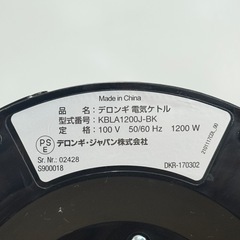 Made in China
品　　　名：デロンギ 電気ケトル
型式番号：KBLA1200J-BK
定　　　格：100 V　50/60 Hz　1200 W
PS
E
デロンギ・ジャパン株式会社
Sr. Nr.: 02428
S900018
DKR-170302